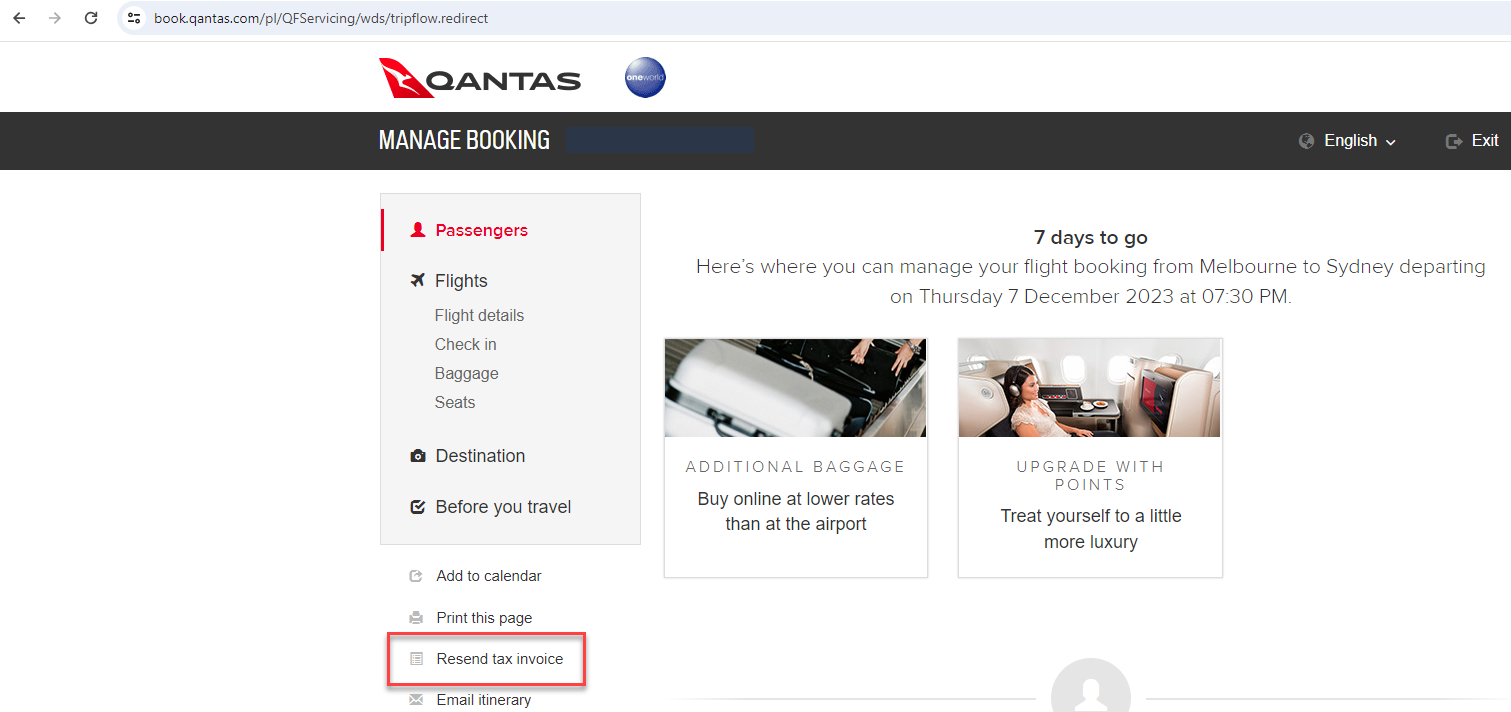 book.qantas.com/pl/QFServicing/wds/tripflow.redirect
QANTAS
oneworld
MANAGE BOOKING
English
Exit
Passengers
Flights
Flight details
Check in
Baggage
Seats
Destination
Before you travel
Add to calendar
Print this page
Resend tax invoice
Email itinerary
7 days to go
Here's where you can manage your flight booking from Melbourne to Sydney departing
on Thursday 7 December 2023 at 07:30 PM.
ADDITIONAL BAGGAGE
Buy online at lower rates
than at the airport
UPGRADE WITH
POINTS
Treat yourself to a little
more luxury